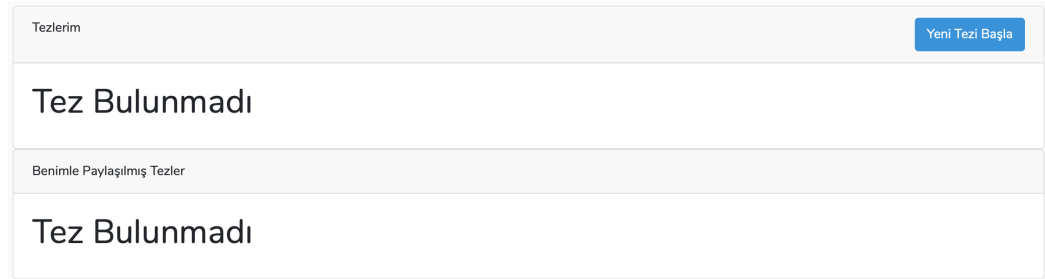 Tezlerim
Yeni Tezi Başla
Tez Bulunmadı
Benimle Paylaşılmış Tezler
Tez Bulunmadı